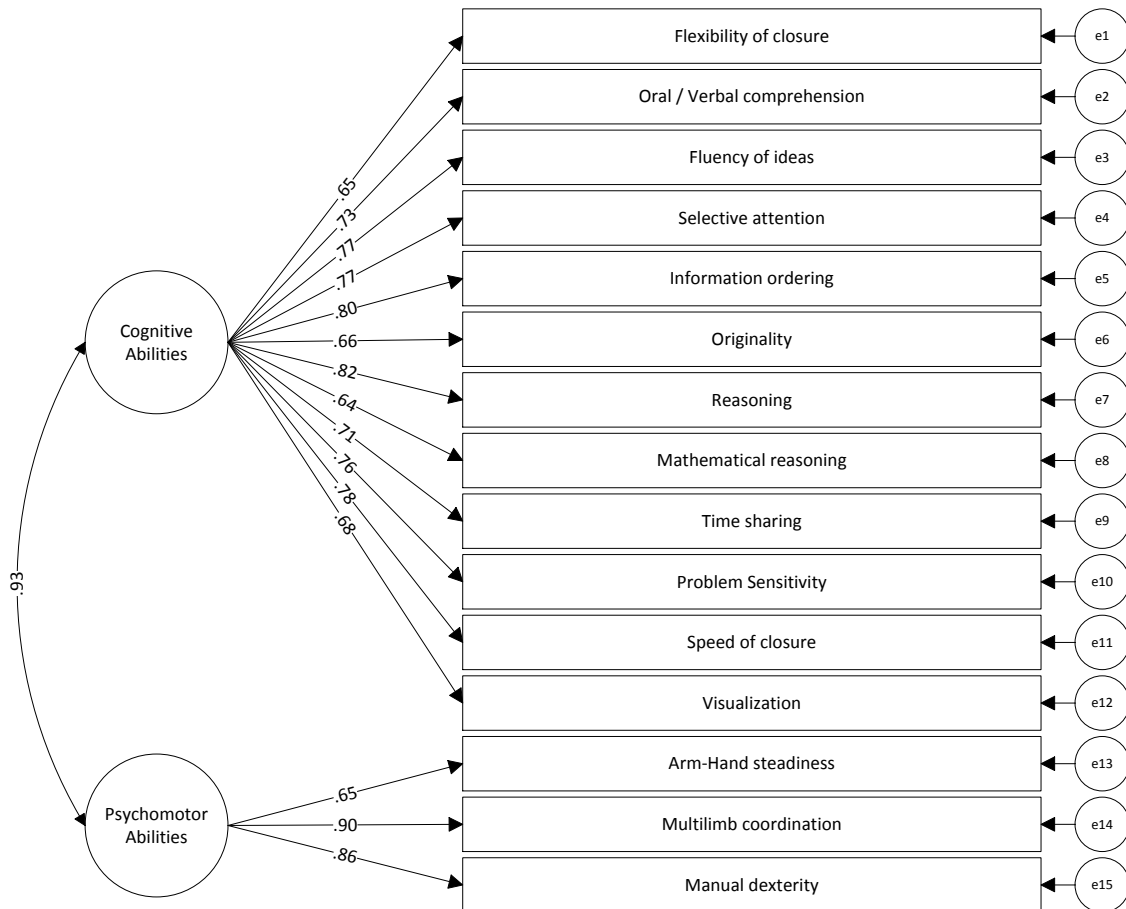 Flexibility of closure
e1
Oral / Verbal comprehension
e2
Fluency of ideas
e3
.65
.73
Selective attention
e4
.77
.77
Information ordering
e5
.80
Cognitive
Abilities
.66
Originality
e6
.82
Reasoning
e7
.64
.71
Mathematical reasoning
e8
.76
.78
.68
Time sharing
e9
.93
Problem Sensitivity
e10
Speed of closure
e11
Visualization
e12
Arm-Hand steadiness
e13
.65
Psychomotor
Abilities
.90
Multilimb coordination
e14
.86
Manual dexterity
e15